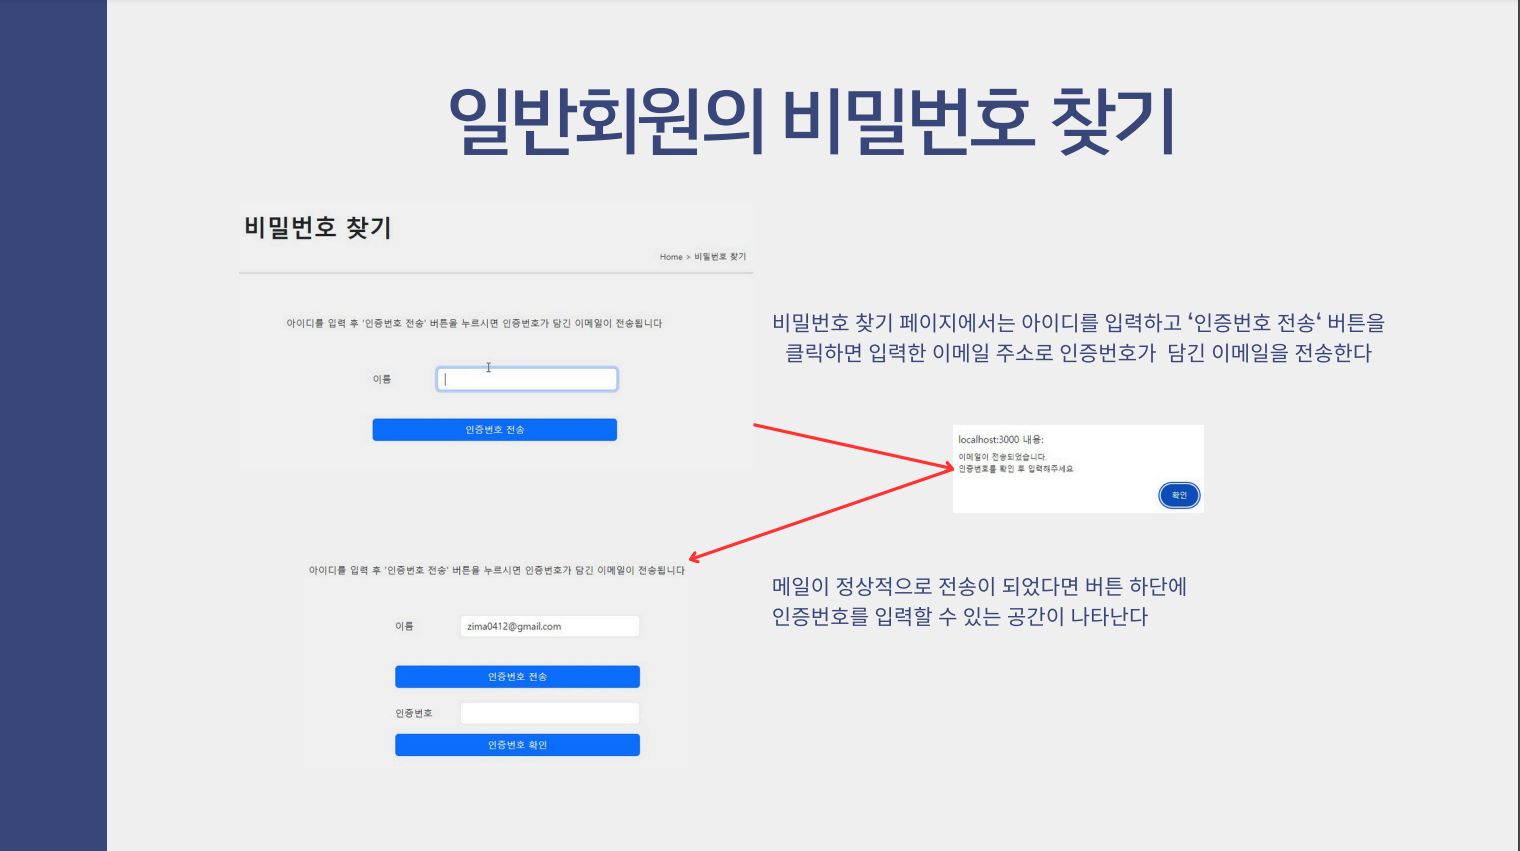 일반회원의 비밀번호 찾기
비밀번호 찾기
Home > 비밀번호 찾기
아이디를 입력 후 '인증번호 전송' 버튼을 누르시면 인증번호가 담긴 이메일이 전송됩니다
이름
인증번호 전송
비밀번호 찾기 페이지에서는 아이디를 입력하고 ‘인증번호 전송‘ 버튼을
클릭하면 입력한 이메일 주소로 인증번호가 담긴 이메일을 전송한다
localhost:3000 내용:
이메일이 전송되었습니다.
인증번호를 확인 후 입력해주세요
확인
아이디를 입력 후 '인증번호 전송' 버튼을 누르시면 인증번호가 담긴 이메일이 전송됩니다
이름 zima0412@gmail.com
인증번호 전송
인증번호
인증번호 확인
메일이 정상적으로 전송이 되었다면 버튼 하단에
인증번호를 입력할 수 있는 공간이 나타난다